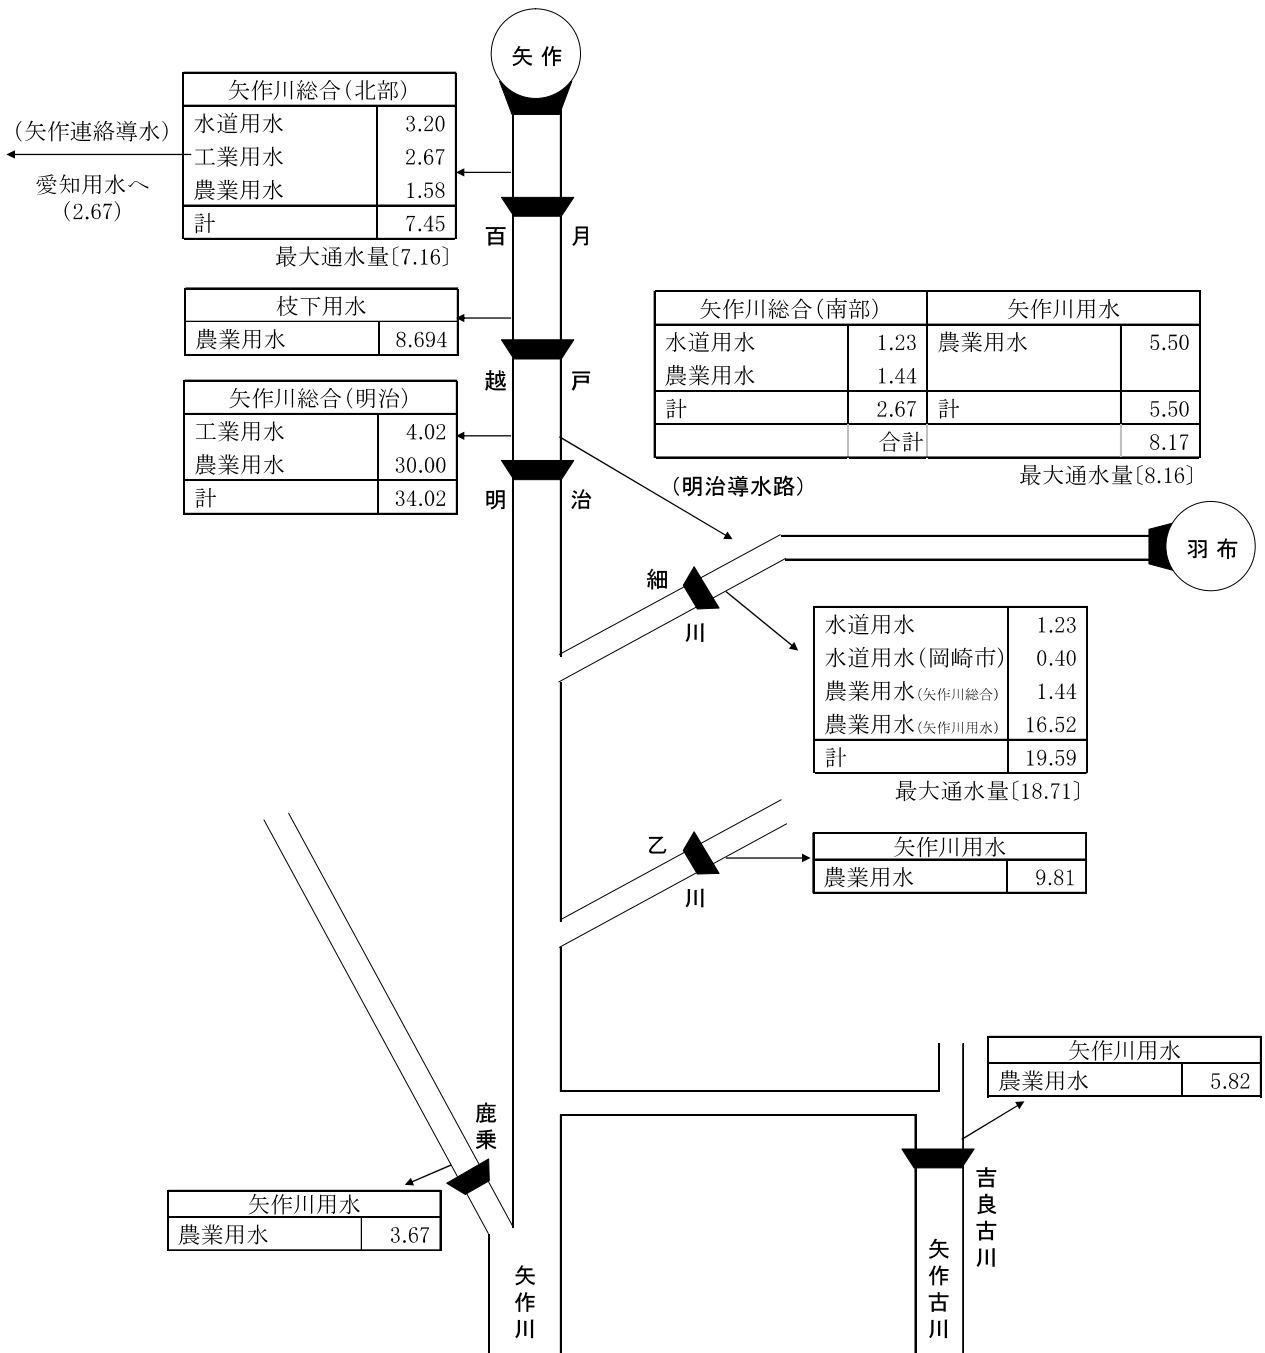 矢作
矢作川総合(北部)
水道用水 3.20
工業用水 2.67
農業用水 1.58
計 7.45
最大通水量〔7.16〕
(矢作連絡導水)
愛知用水へ
(2.67)
百月
枝下用水
農業用水 8.694
越戸
矢作川総合(明治)
工業用水 4.02
農業用水 30.00
計 34.02
明治
矢作川総合(南部) 矢作川用水
水道用水 1.23 農業用水 5.50
農業用水 1.44
計 2.67 計 5.50
合計 8.17
最大通水量〔8.16〕
(明治導水路)
羽布
細川
水道用水 1.23
水道用水(岡崎市) 0.40
農業用水(矢作川総合) 1.44
農業用水(矢作川用水) 16.52
計 19.59
最大通水量〔18.71〕
乙川
矢作川用水
農業用水 9.81
矢作川用水
農業用水 5.82
鹿乗
矢作川用水
農業用水 3.67
吉良古川
矢作川
矢作古川